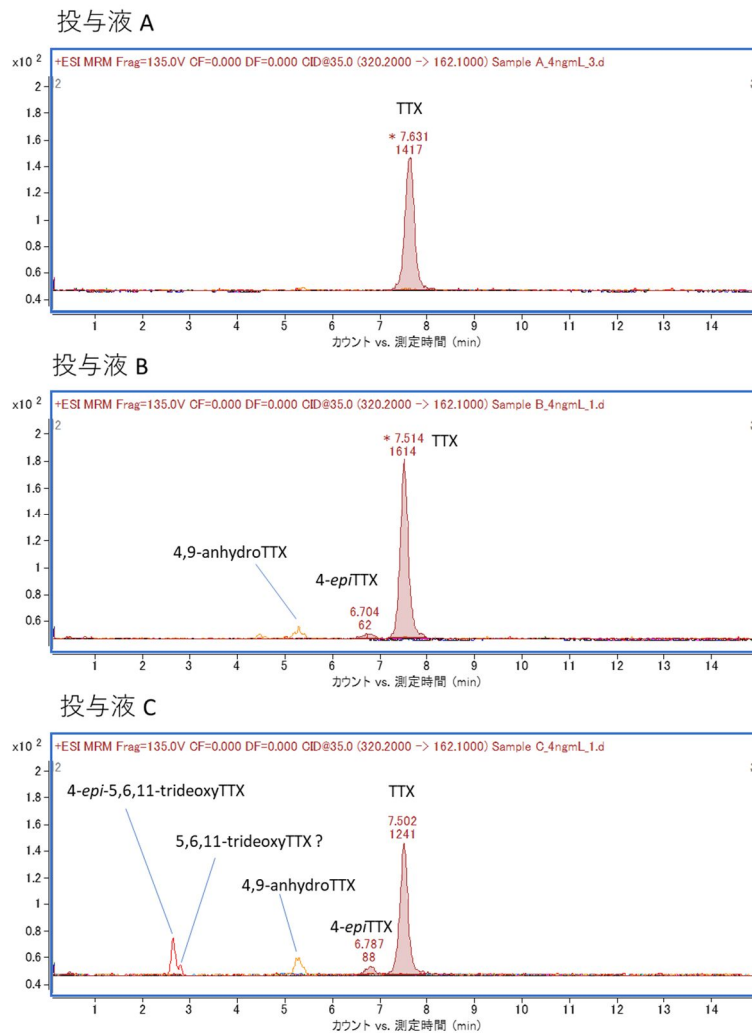 投与液 A
x10 2
+ESI MRM Frag=135.0V CF=0.000 DF=0.000 CID@35.0 (320.2000 -> 162.1000) Sample A_4ngmL_3.d
2
2
TTX
* 7.631
1417
1.8
1.6
1.4
1.2
1
0.8
0.6
0.4
1 2 3 4 5 6 7 8 9 10 11 12 13 14
カウント vs. 測定時間 (min)
投与液 B
x10 2
+ESI MRM Frag=135.0V CF=0.000 DF=0.000 CID@35.0 (320.2000 -> 162.1000) Sample B_4ngmL_1.d
2
2
* 7.514 TTX
1614
1.8
1.6
1.4
1.2
1
0.8
0.6
4,9-anhydroTTX
4-epiTTX
6.704
62
1 2 3 4 5 6 7 8 9 10 11 12 13 14
カウント vs. 測定時間 (min)
投与液 C
x10 2
+ESI MRM Frag=135.0V CF=0.000 DF=0.000 CID@35.0 (320.2000 -> 162.1000) Sample C_4ngmL_1.d
2
2
4-epi-5,6,11-trideoxyTTX
TTX
7.502
1241
5,6,11-trideoxyTTX ?
4,9-anhydroTTX
4-epiTTX
6.787
88
1.8
1.6
1.4
1.2
1
0.8
0.6
0.4
1 2 3 4 5 6 7 8 9 10 11 12 13 14
カウント vs. 測定時間 (min)